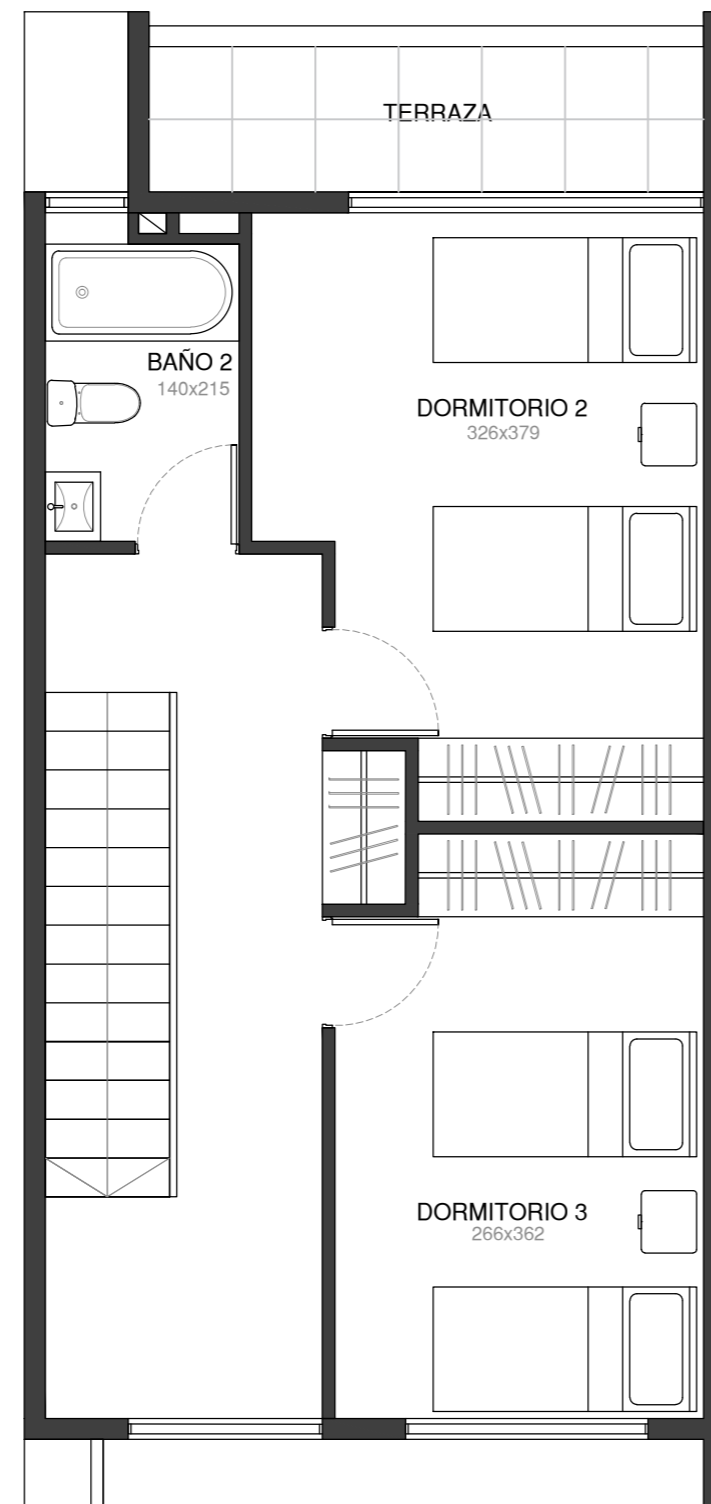 TERRAZA
BAÑO 2
140x215
DORMITORIO 2
326x379
DORMITORIO 3
266x362